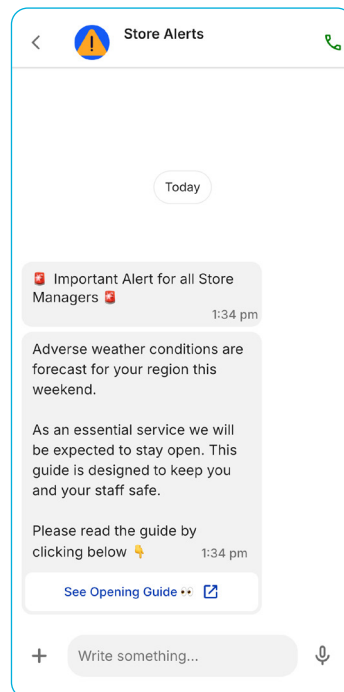 Store Alerts
Today
🚨 Important Alert for all Store
Managers 🚨
1:34 pm
Adverse weather conditions are
forecast for your region this
weekend.
As an essential service we will
be expected to stay open. This
guide is designed to keep you
and your staff safe.
Please read the guide by
clicking below 👇 1:34 pm
See Opening Guide 👀
Write something...